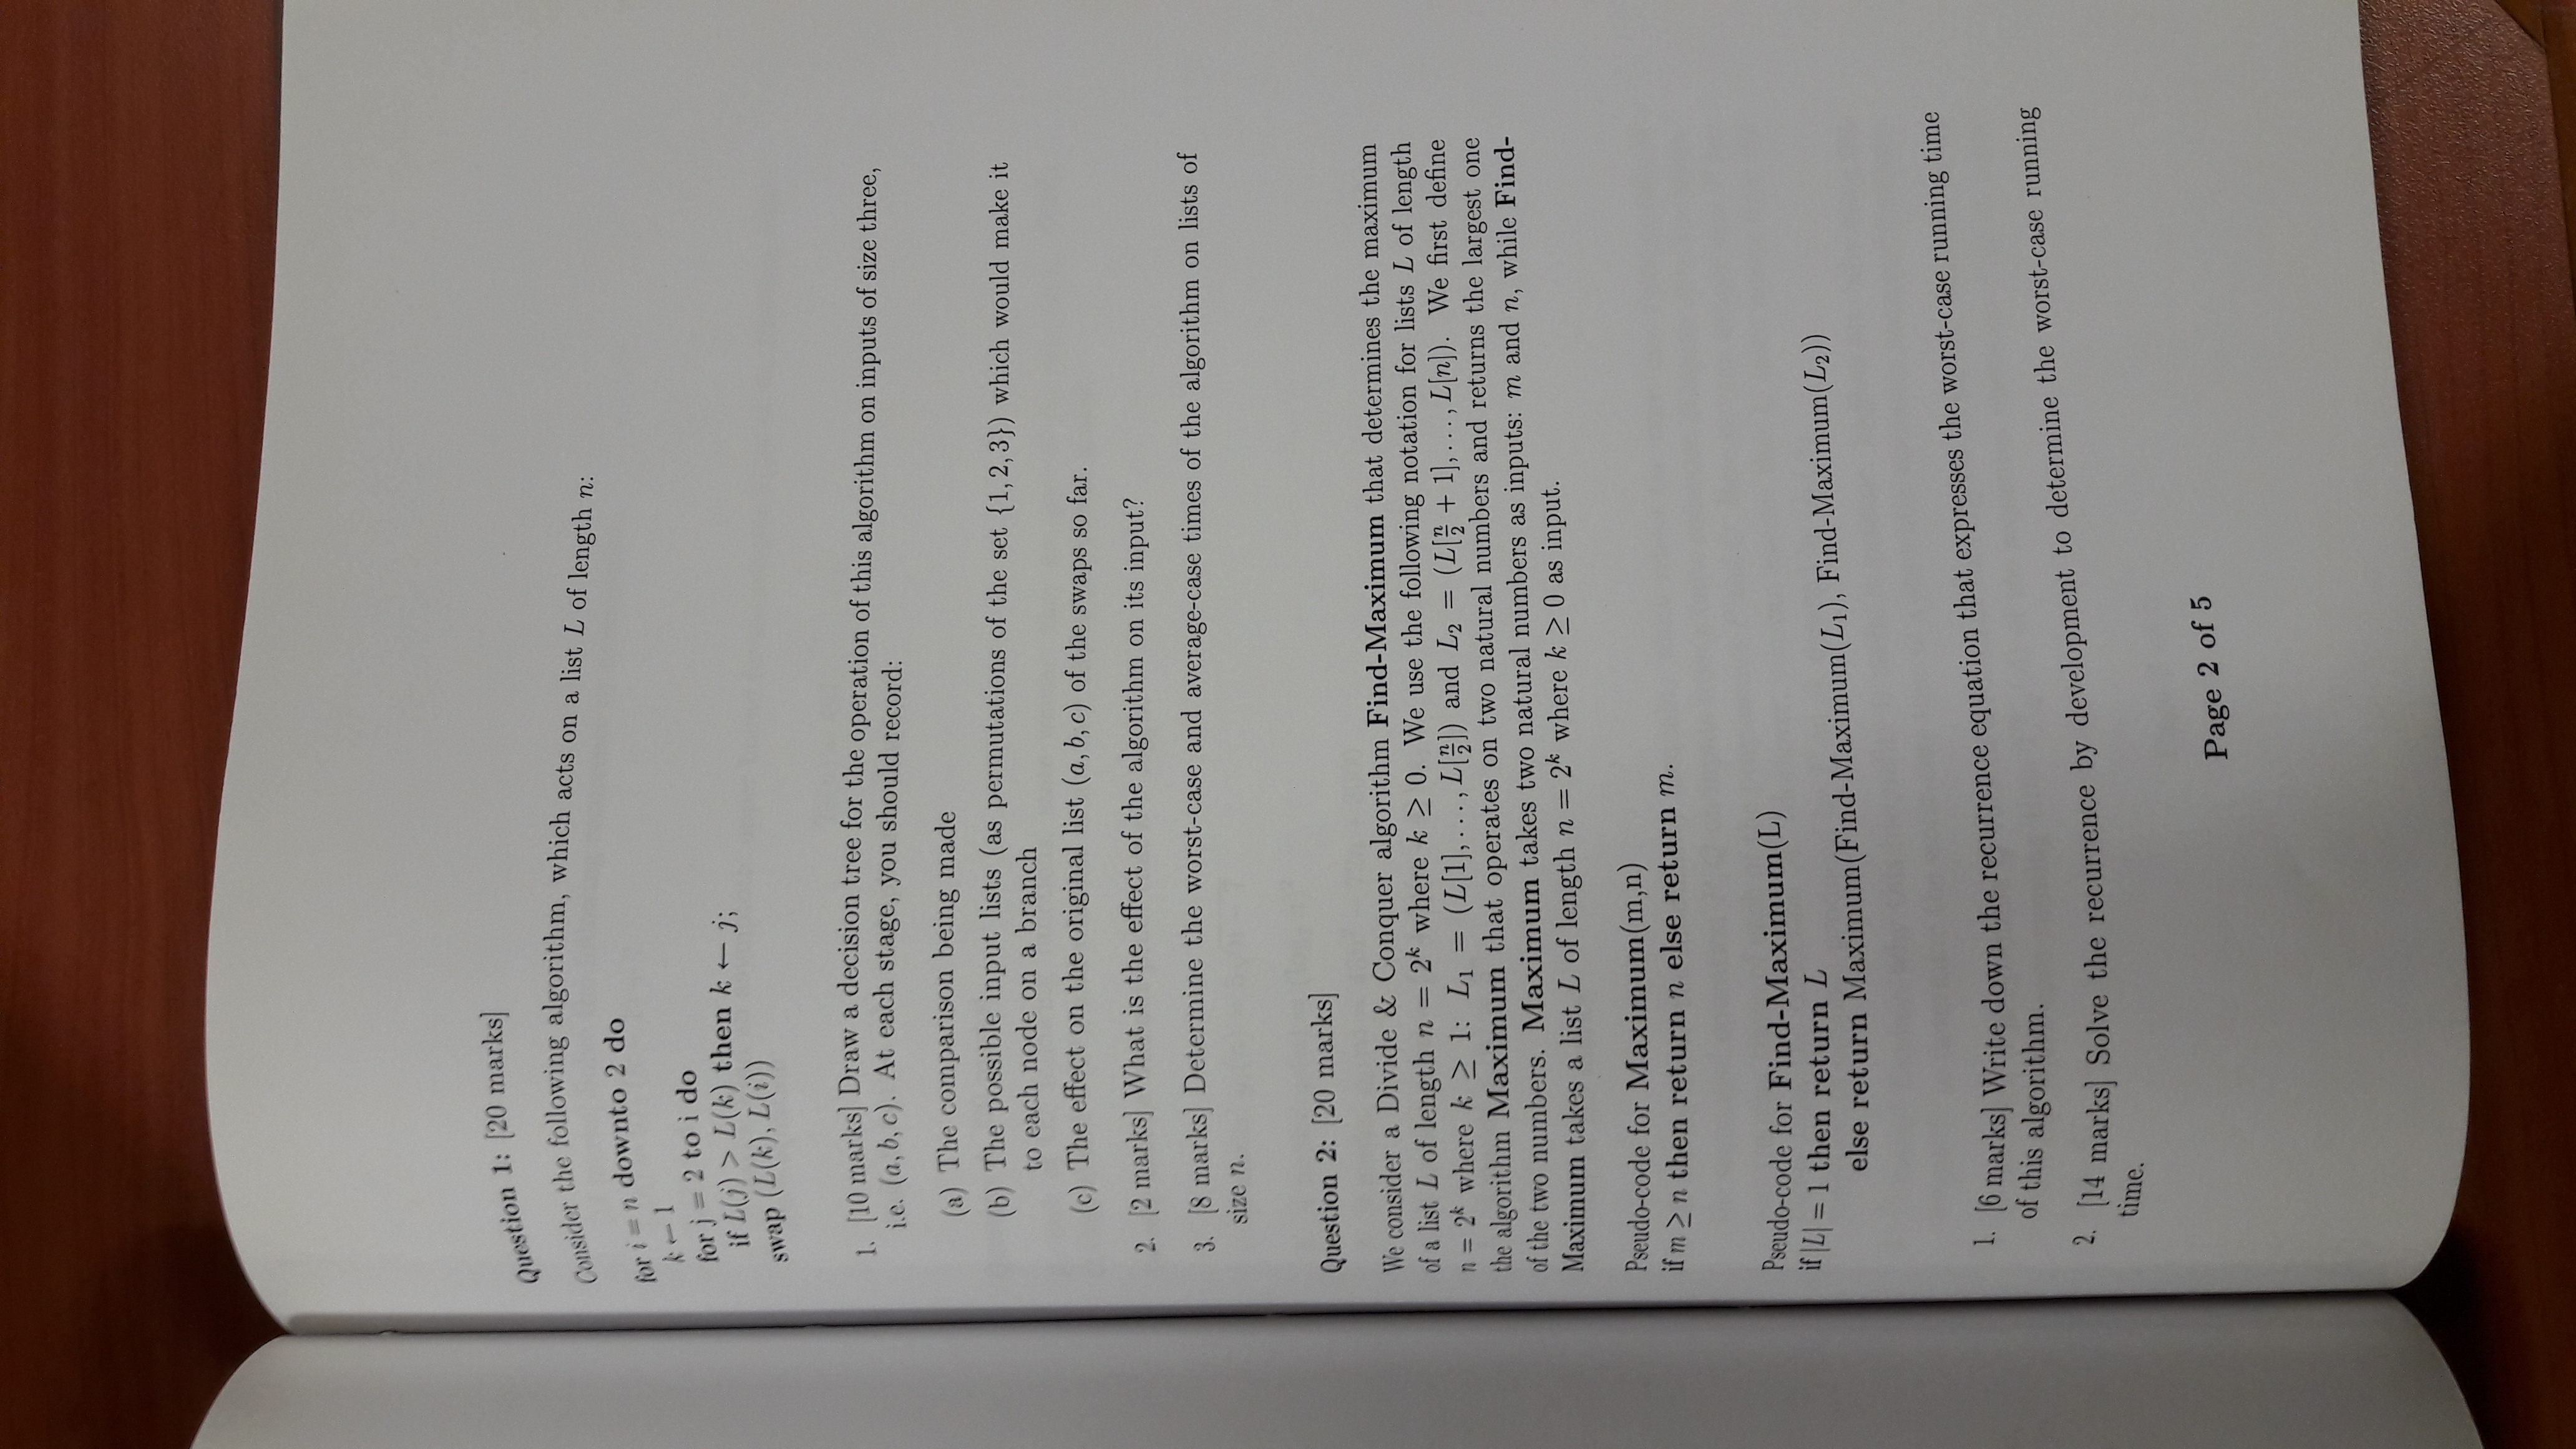 Question 1: [20 marks]
Consider the following algorithm, which acts on a list L of length n:
for i = n downto 2 do
k ← 1
for j = 2 to i do
if L(j) > L(k) then k ← j;
swap (L(k), L(i))
1. [10 marks] Draw a decision tree for the operation of this algorithm on inputs of size three,
i.e. (a, b, c). At each stage, you should record:
(a) The comparison being made
(b) The possible input lists (as permutations of the set {1, 2, 3}) which would make it
to each node on a branch
(c) The effect on the original list (a, b, c) of the swaps so far.
2. [2 marks] What is the effect of the algorithm on its input?
3. [8 marks] Determine the worst-case and average-case times of the algorithm on lists of
size n.
Question 2: [20 marks]
We consider a Divide & Conquer algorithm Find-Maximum that determines the maximum
of a list L of length n = 2^k where k ≥ 0. We use the following notation for lists L of length
n = 2^k where k ≥ 1: L₁ = (L[1], . . . , L[n/2]) and L₂ = (L[n/2 + 1], . . . , L[n]). We first define
the algorithm Maximum that operates on two natural numbers and returns the largest one
of the two numbers. Maximum takes two natural numbers as inputs: m and n, while Find-
Maximum takes a list L of length n = 2^k where k ≥ 0 as input.
Pseudo-code for Maximum(m,n)
if m ≥ n then return n else return m.
Pseudo-code for Find-Maximum(L)
if |L| = 1 then return L
else return Maximum(Find-Maximum(L₁), Find-Maximum(L₂))
1. [6 marks] Write down the recurrence equation that expresses the worst-case running time
of this algorithm.
2. [14 marks] Solve the recurrence by development to determine the worst-case running
time.
Page 2 of 5